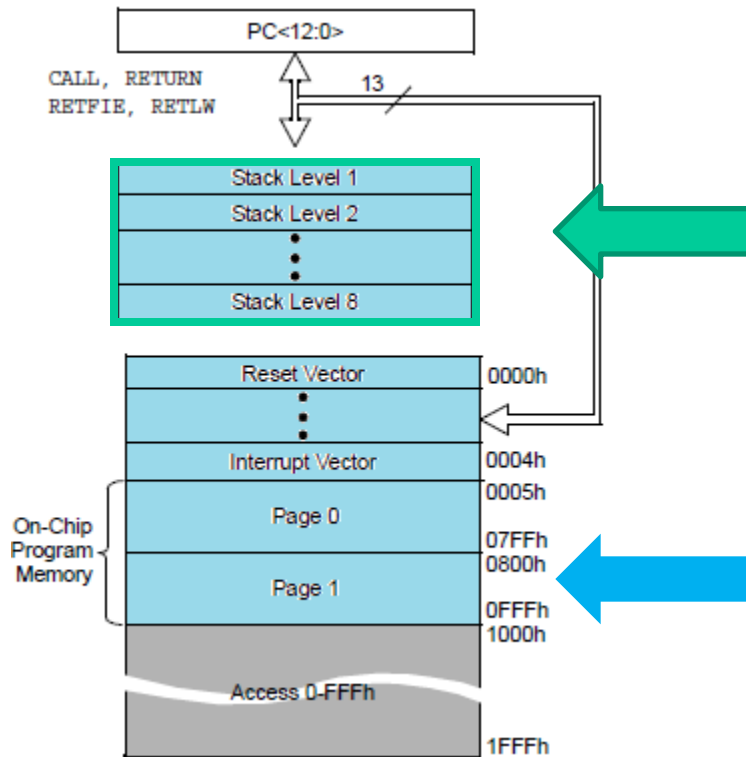 PC<12:0>
CALL, RETURN
RETFIE, RETLW
13
Stack Level 1
Stack Level 2
Stack Level 8
Reset Vector
0000h
Interrupt Vector
0004h
0005h
On-Chip
Program
Memory
Page 0
07FFh
0800h
Page 1
0FFFh
1000h
Access 0-FFFh
1FFFh